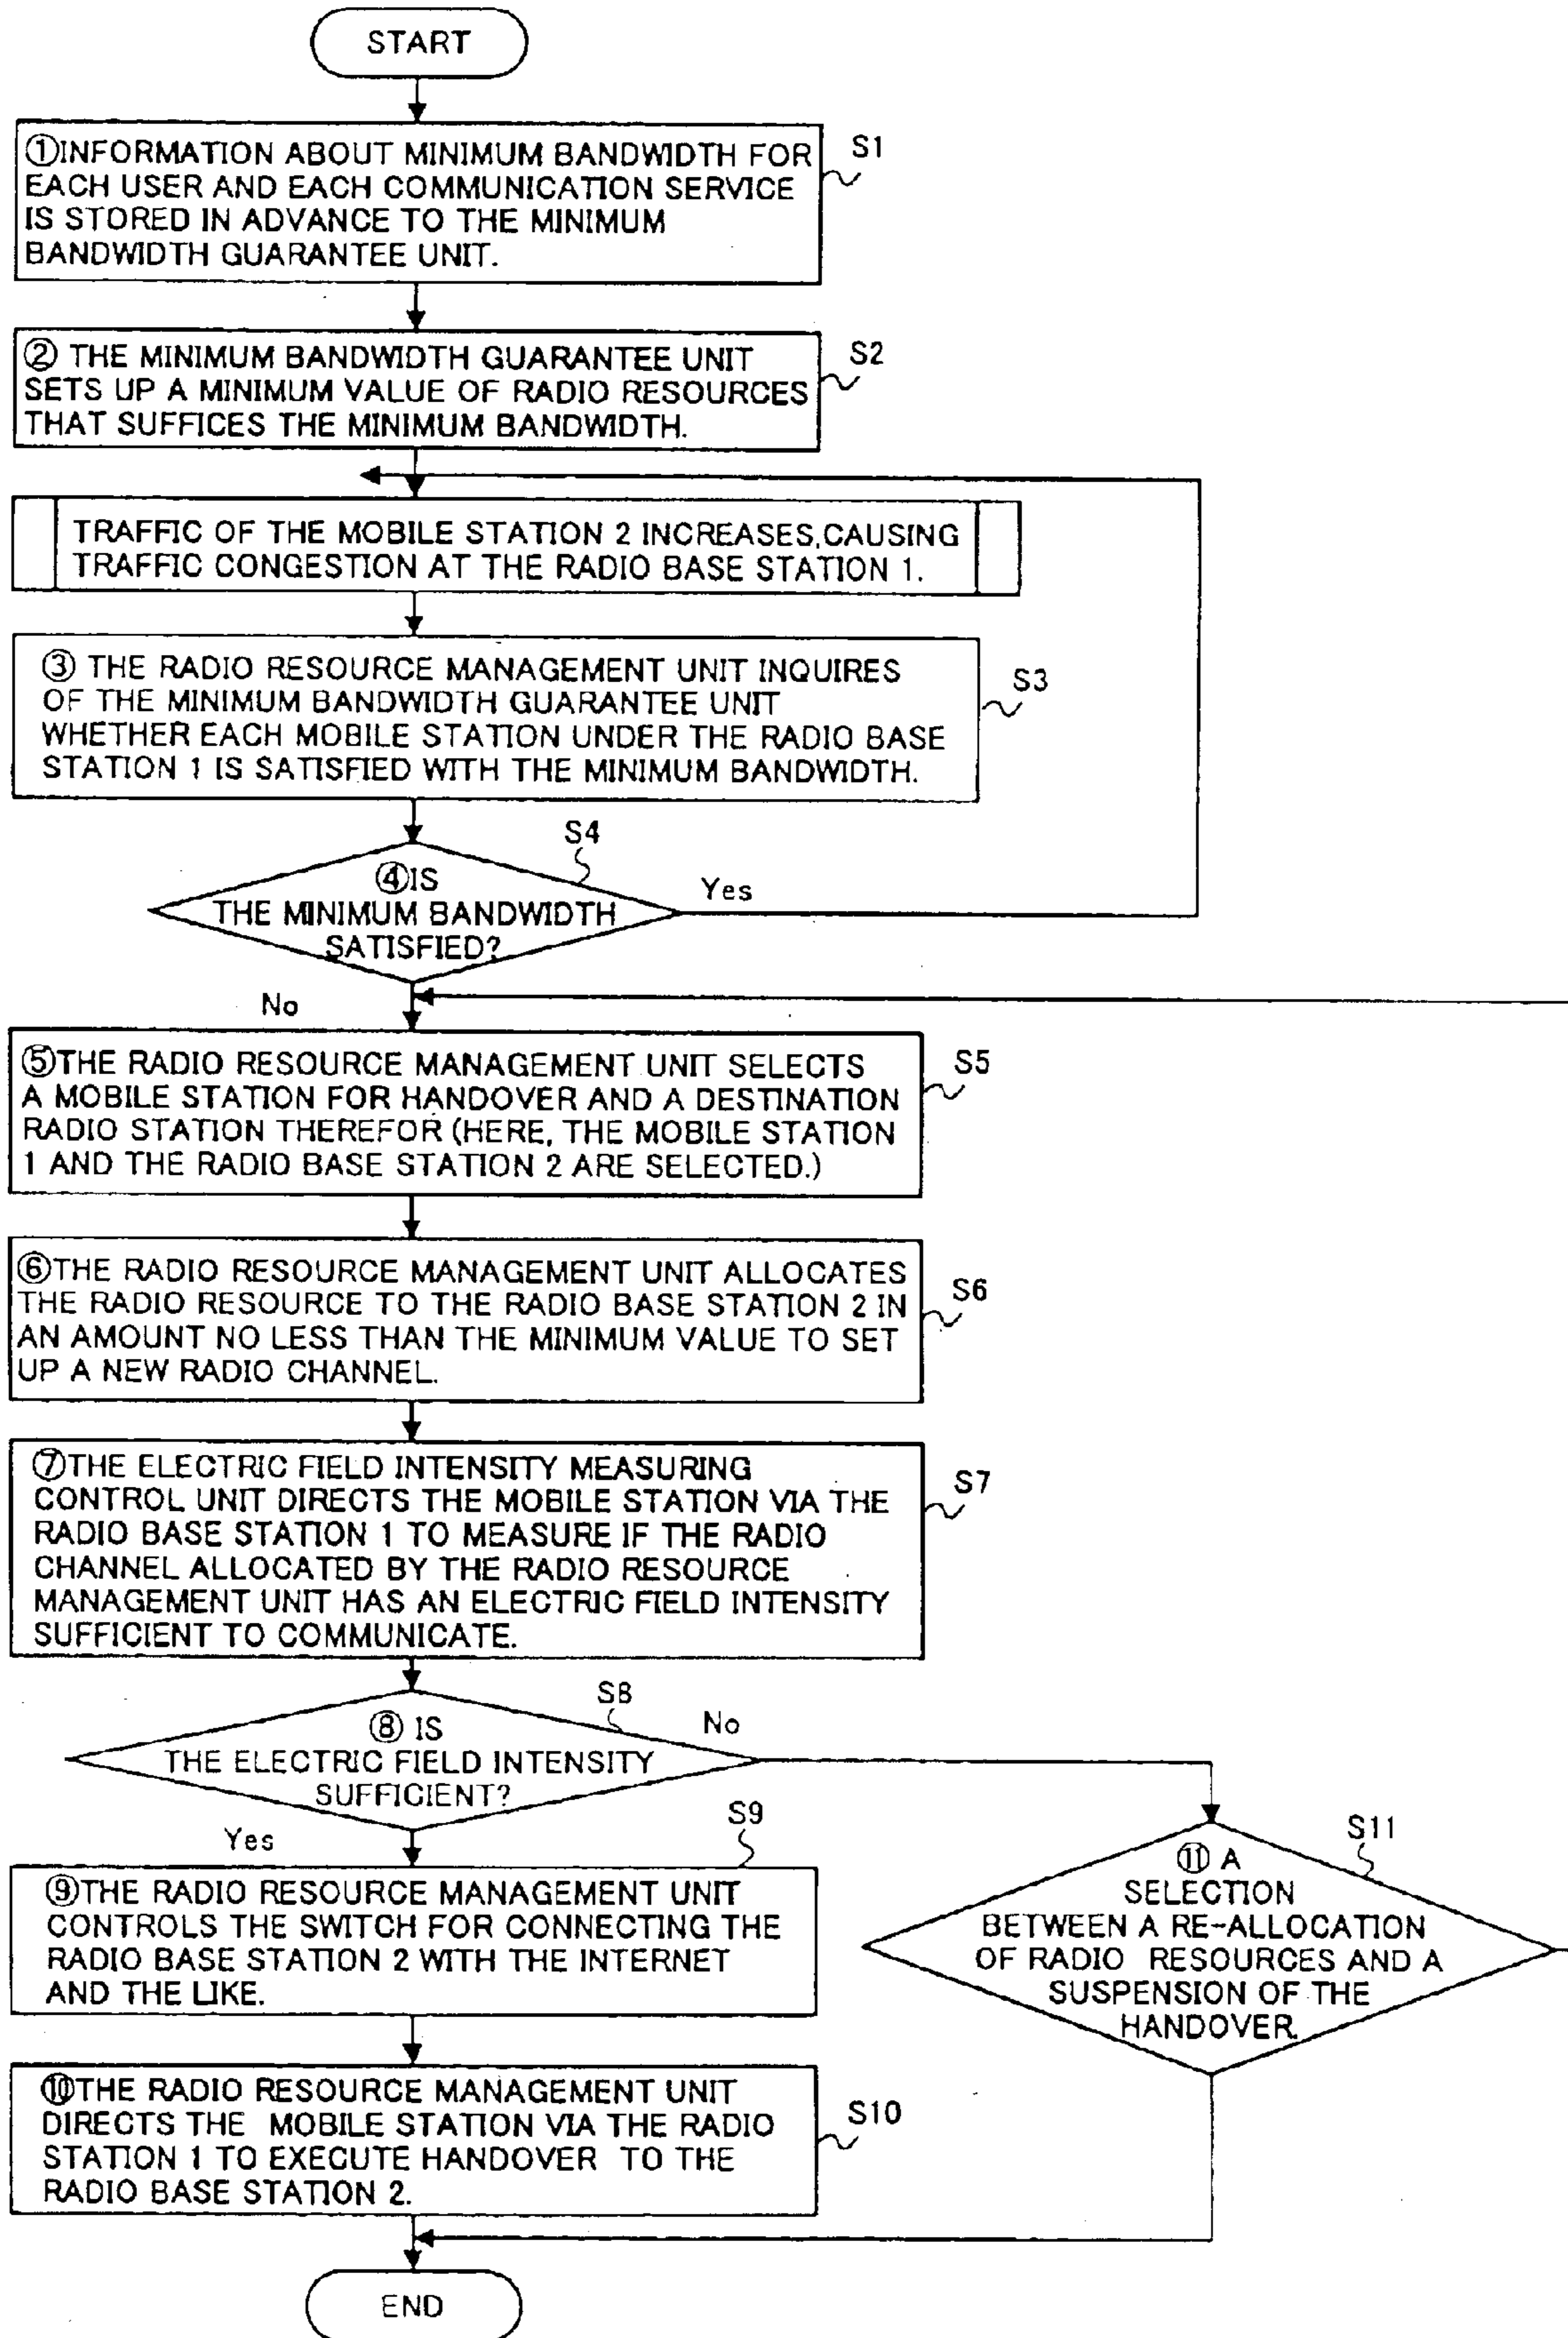 START
①INFORMATION ABOUT MINIMUM BANDWIDTH FOR
EACH USER AND EACH COMMUNICATION SERVICE
IS STORED IN ADVANCE TO THE MINIMUM
BANDWIDTH GUARANTEE UNIT.
S1
② THE MINIMUM BANDWIDTH GUARANTEE UNIT
SETS UP A MINIMUM VALUE OF RADIO RESOURCES
THAT SUFFICES THE MINIMUM BANDWIDTH.
S2
TRAFFIC OF THE MOBILE STATION 2 INCREASES,CAUSING
TRAFFIC CONGESTION AT THE RADIO BASE STATION 1.
③ THE RADIO RESOURCE MANAGEMENT UNIT INQUIRES
OF THE MINIMUM BANDWIDTH GUARANTEE UNIT
WHETHER EACH MOBILE STATION UNDER THE RADIO BASE
STATION 1 IS SATISFIED WITH THE MINIMUM BANDWIDTH.
S3
S4
④IS
THE MINIMUM BANDWIDTH
SATISFIED?
Yes
No
⑤THE RADIO RESOURCE MANAGEMENT UNIT SELECTS
A MOBILE STATION FOR HANDOVER AND A DESTINATION
RADIO STATION THEREFOR (HERE, THE MOBILE STATION
1 AND THE RADIO BASE STATION 2 ARE SELECTED.)
S5
⑥THE RADIO RESOURCE MANAGEMENT UNIT ALLOCATES
THE RADIO RESOURCE TO THE RADIO BASE STATION 2 IN
AN AMOUNT NO LESS THAN THE MINIMUM VALUE TO SET
UP A NEW RADIO CHANNEL.
S6
⑦THE ELECTRIC FIELD INTENSITY MEASURING
CONTROL UNIT DIRECTS THE MOBILE STATION VIA THE
RADIO BASE STATION 1 TO MEASURE IF THE RADIO
CHANNEL ALLOCATED BY THE RADIO RESOURCE
MANAGEMENT UNIT HAS AN ELECTRIC FIELD INTENSITY
SUFFICIENT TO COMMUNICATE.
S7
S8
⑧ IS
THE ELECTRIC FIELD INTENSITY
SUFFICIENT?
No
Yes
S9
⑨THE RADIO RESOURCE MANAGEMENT UNIT
CONTROLS THE SWITCH FOR CONNECTING THE
RADIO BASE STATION 2 WITH THE INTERNET
AND THE LIKE.
S11
⑪ A
SELECTION
BETWEEN A RE-ALLOCATION
OF RADIO RESOURCES AND A
SUSPENSION OF THE
HANDOVER.
⑩THE RADIO RESOURCE MANAGEMENT UNIT
DIRECTS THE MOBILE STATION VIA THE RADIO
STATION 1 TO EXECUTE HANDOVER TO THE
RADIO BASE STATION 2.
S10
END